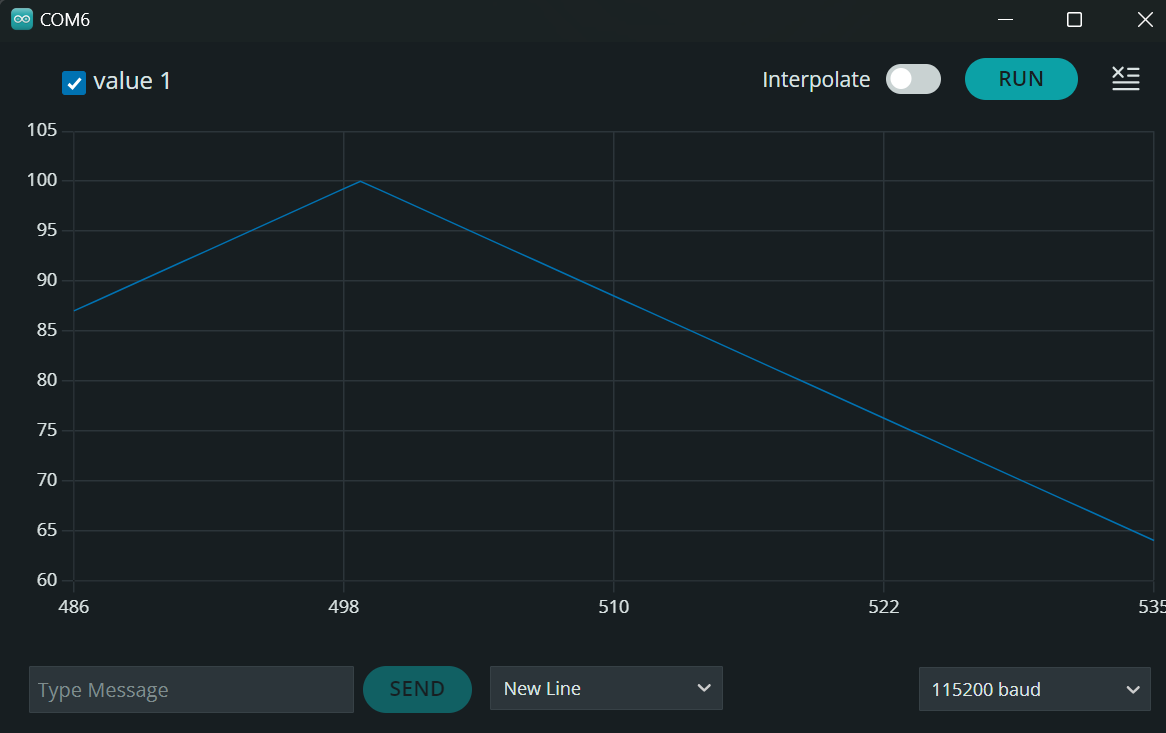 COM6
value 1
Interpolate
RUN
105
100
95
90
85
80
75
70
65
60
486
498
510
522
535
Type Message
SEND
New Line
115200 baud